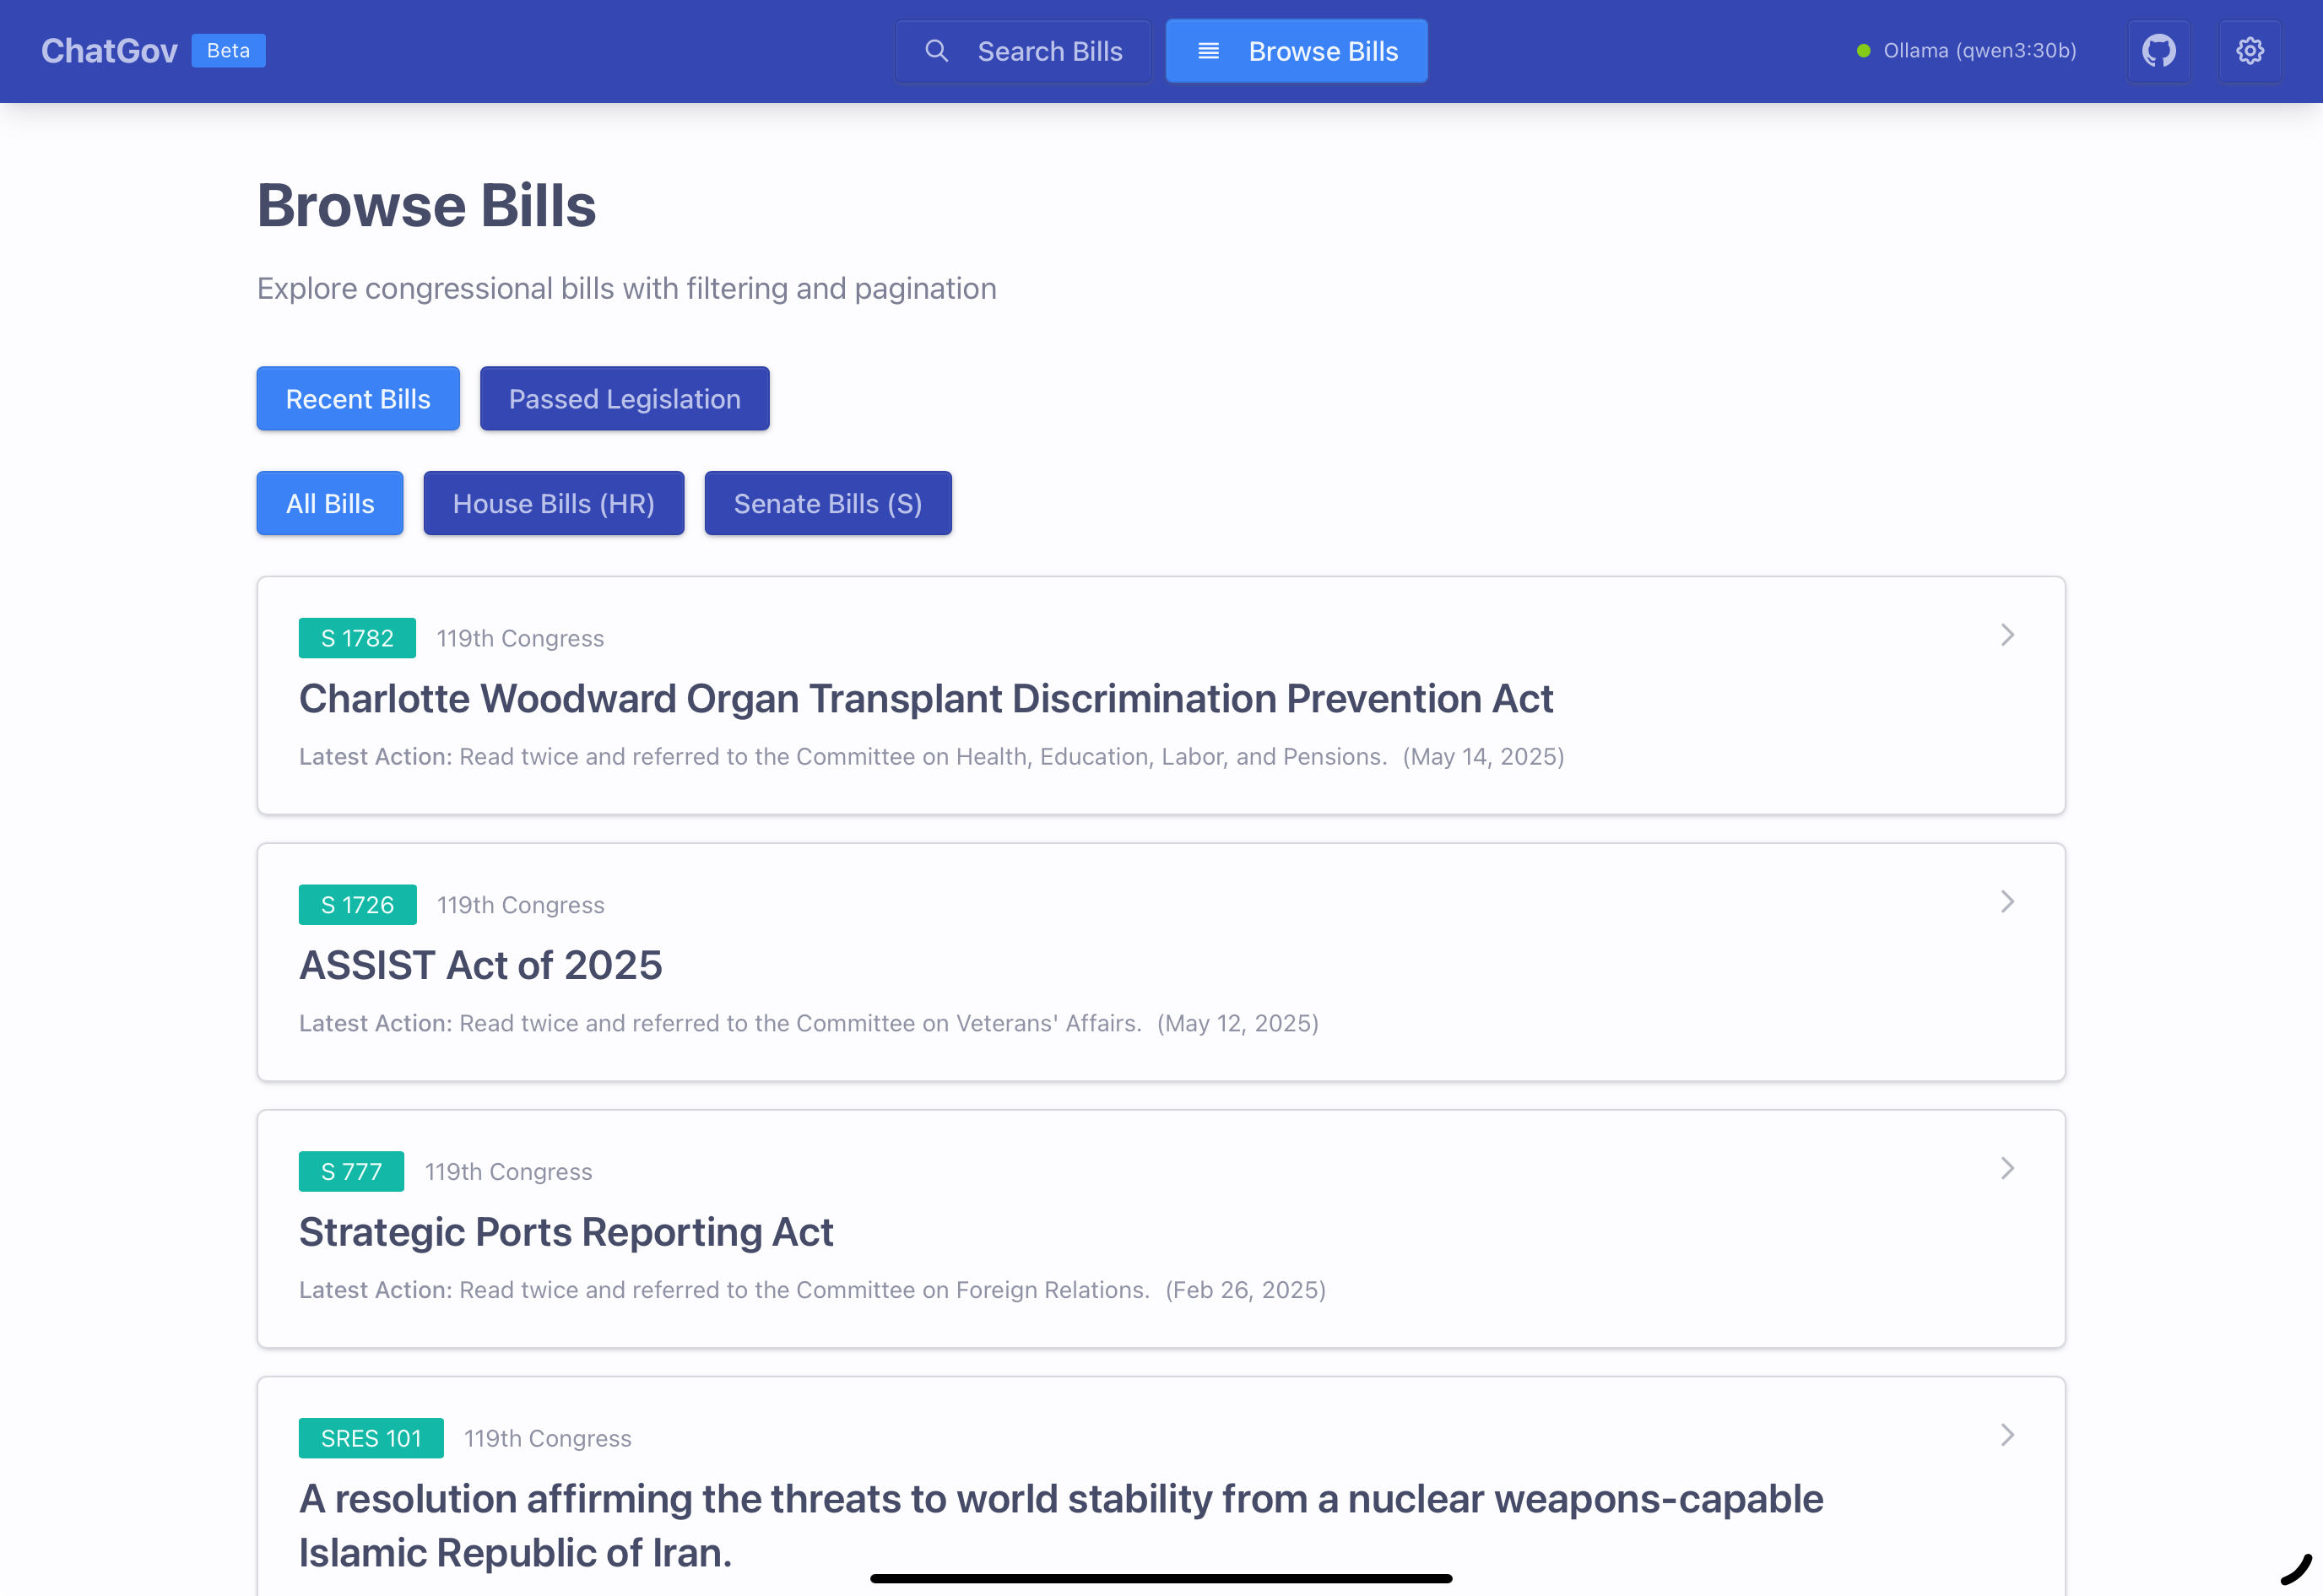 ChatGov Beta
Search Bills
Browse Bills
Ollama (qwen3:30b)
Browse Bills
Explore congressional bills with filtering and pagination
Recent Bills
Passed Legislation
All Bills
House Bills (HR)
Senate Bills (S)
S 1782 119th Congress
Charlotte Woodward Organ Transplant Discrimination Prevention Act
Latest Action: Read twice and referred to the Committee on Health, Education, Labor, and Pensions. (May 14, 2025)
S 1726 119th Congress
ASSIST Act of 2025
Latest Action: Read twice and referred to the Committee on Veterans' Affairs. (May 12, 2025)
S 777 119th Congress
Strategic Ports Reporting Act
Latest Action: Read twice and referred to the Committee on Foreign Relations. (Feb 26, 2025)
SRES 101 119th Congress
A resolution affirming the threats to world stability from a nuclear weapons-capable
Islamic Republic of Iran.